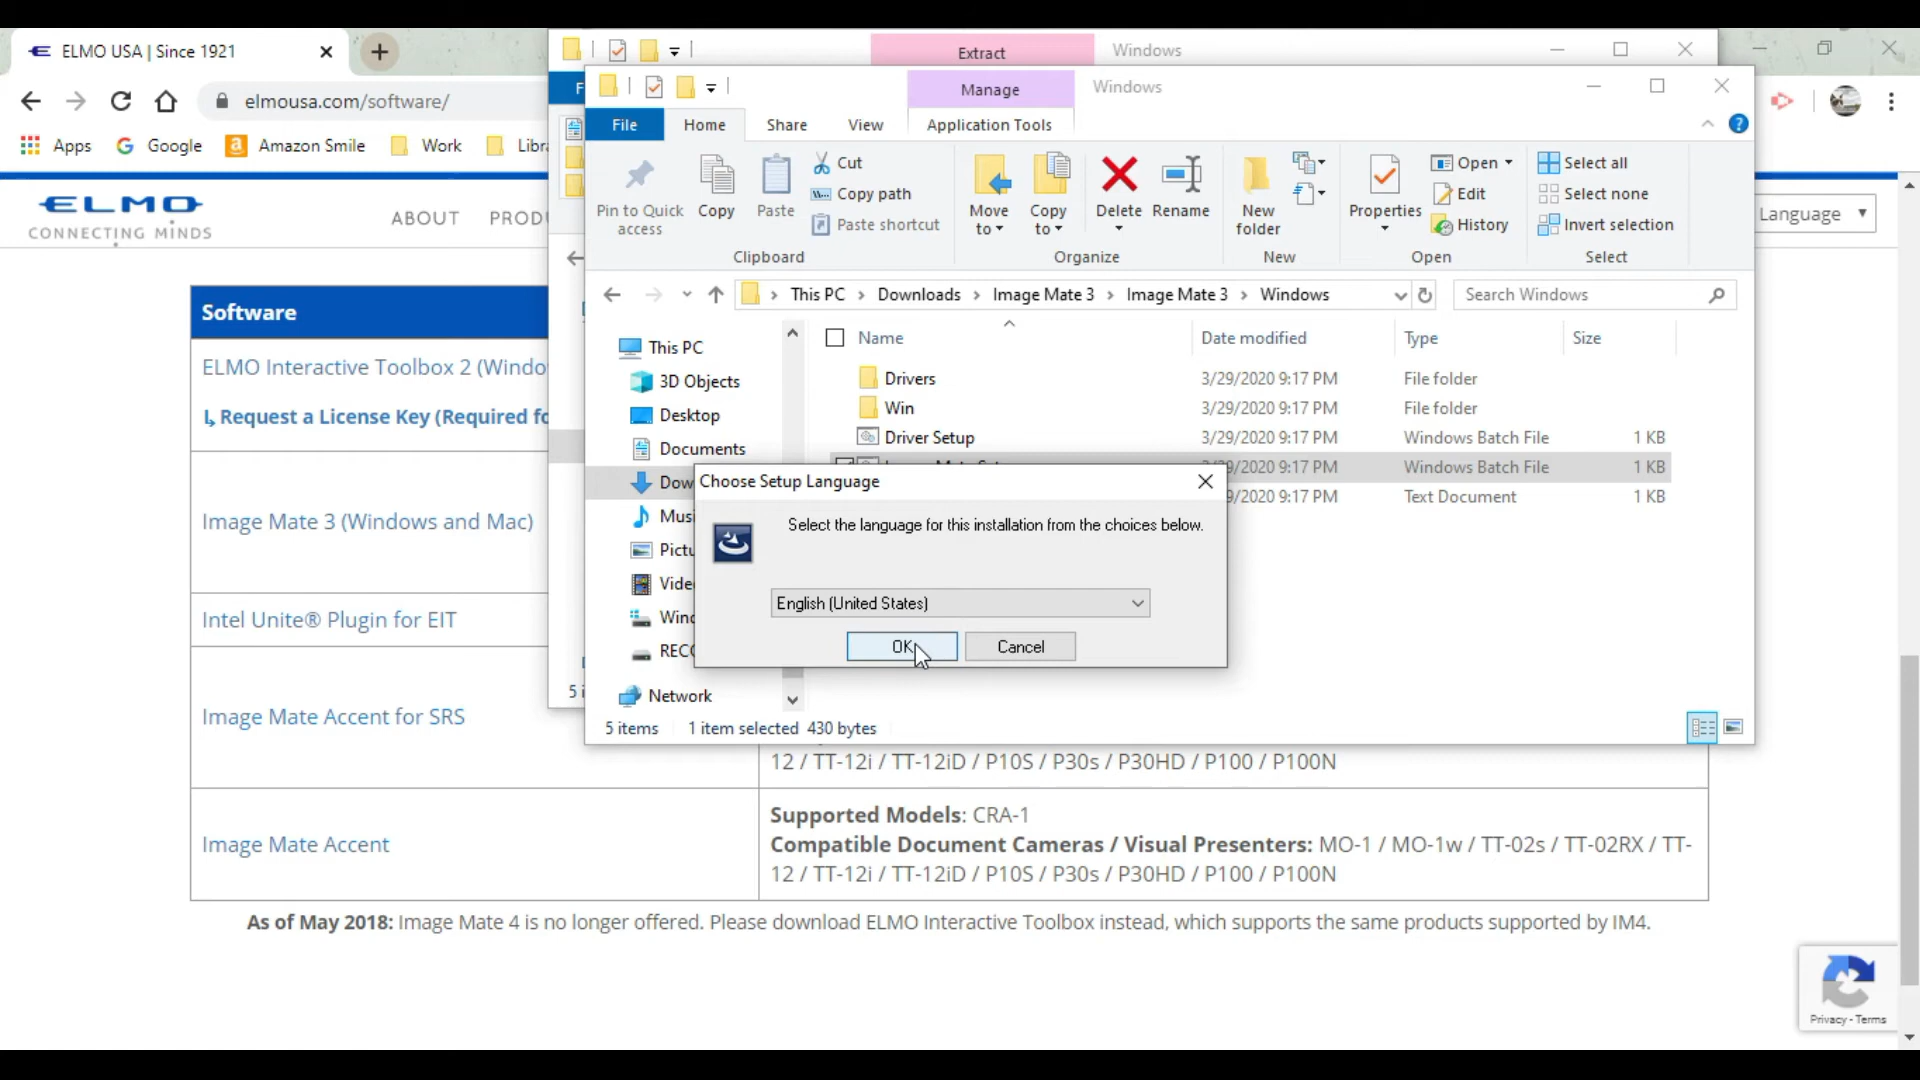 ELMO USA | Since 1921
elmousa.com/software/
Apps
Google
Amazon Smile
Work
ELMO
CONNECTING MINDS
ABOUT
Language
Software
ELMO Interactive Toolbox 2
Request a License Key (Required
Image Mate 3 (Windows and Mac)
Intel Unite® Plugin for EIT
Image Mate Accent for SRS
12 / TT-12i / TT-12iD / P10S / P30s / P30HD / P100 / P100N
Image Mate Accent
Supported Models: CRA-1
Compatible Document Cameras / Visual Presenters: MO-1 / MO-1w / TT-02s / TT-02RX / TT-
12 / TT-12i / TT-12iD / P10S / P30s / P30HD / P100 / P100N
As of May 2018: Image Mate 4 is no longer offered. Please download ELMO Interactive Toolbox instead, which supports the same products supported by IM4.
Privacy - Terms
Extract
Windows
Manage
Windows
File
Home
Share
View
Application Tools
Pin to Quick
access
Copy
Paste
Cut
Copy path
Paste shortcut
Clipboard
Move
to
Copy
to
Delete
Rename
Organize
New
folder
New
Properties
Open
Edit
History
Open
Select all
Select none
Invert selection
Select
This PC > Downloads > Image Mate 3 > Image Mate 3 > Windows
Search Windows
This PC
3D Objects
Desktop
Documents
Network
Name
Date modified
Type
Size
Drivers
3/29/2020 9:17 PM
File folder
Win
3/29/2020 9:17 PM
File folder
Driver Setup
3/29/2020 9:17 PM
Windows Batch File
1 KB
9:17 PM
Windows Batch File
1 KB
9:17 PM
Text Document
1 KB
5 items
1 item selected
430 bytes
Choose Setup Language
Select the language for this installation from the choices below.
English (United States)
OK
Cancel